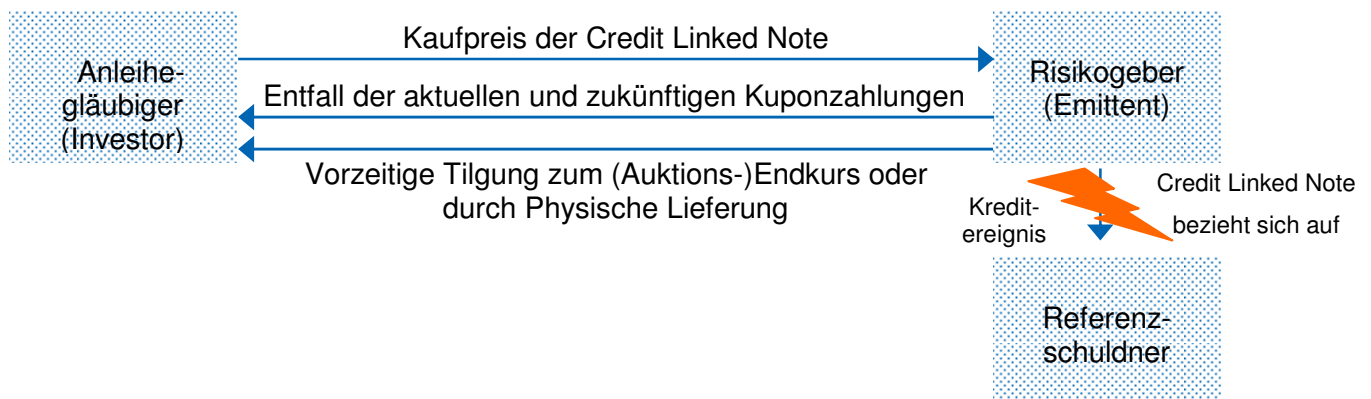 Kaufpreis der Credit Linked Note
Anleihe-
gläubiger
(Investor)
Risikogeber
(Emittent)
Entfall der aktuellen und zukünftigen Kuponzahlungen
Vorzeitige Tilgung zum (Auktions-)Endkurs oder
durch Physische Lieferung
Kredit-
ereignis
Credit Linked Note
bezieht sich auf
Referenz-
schuldner